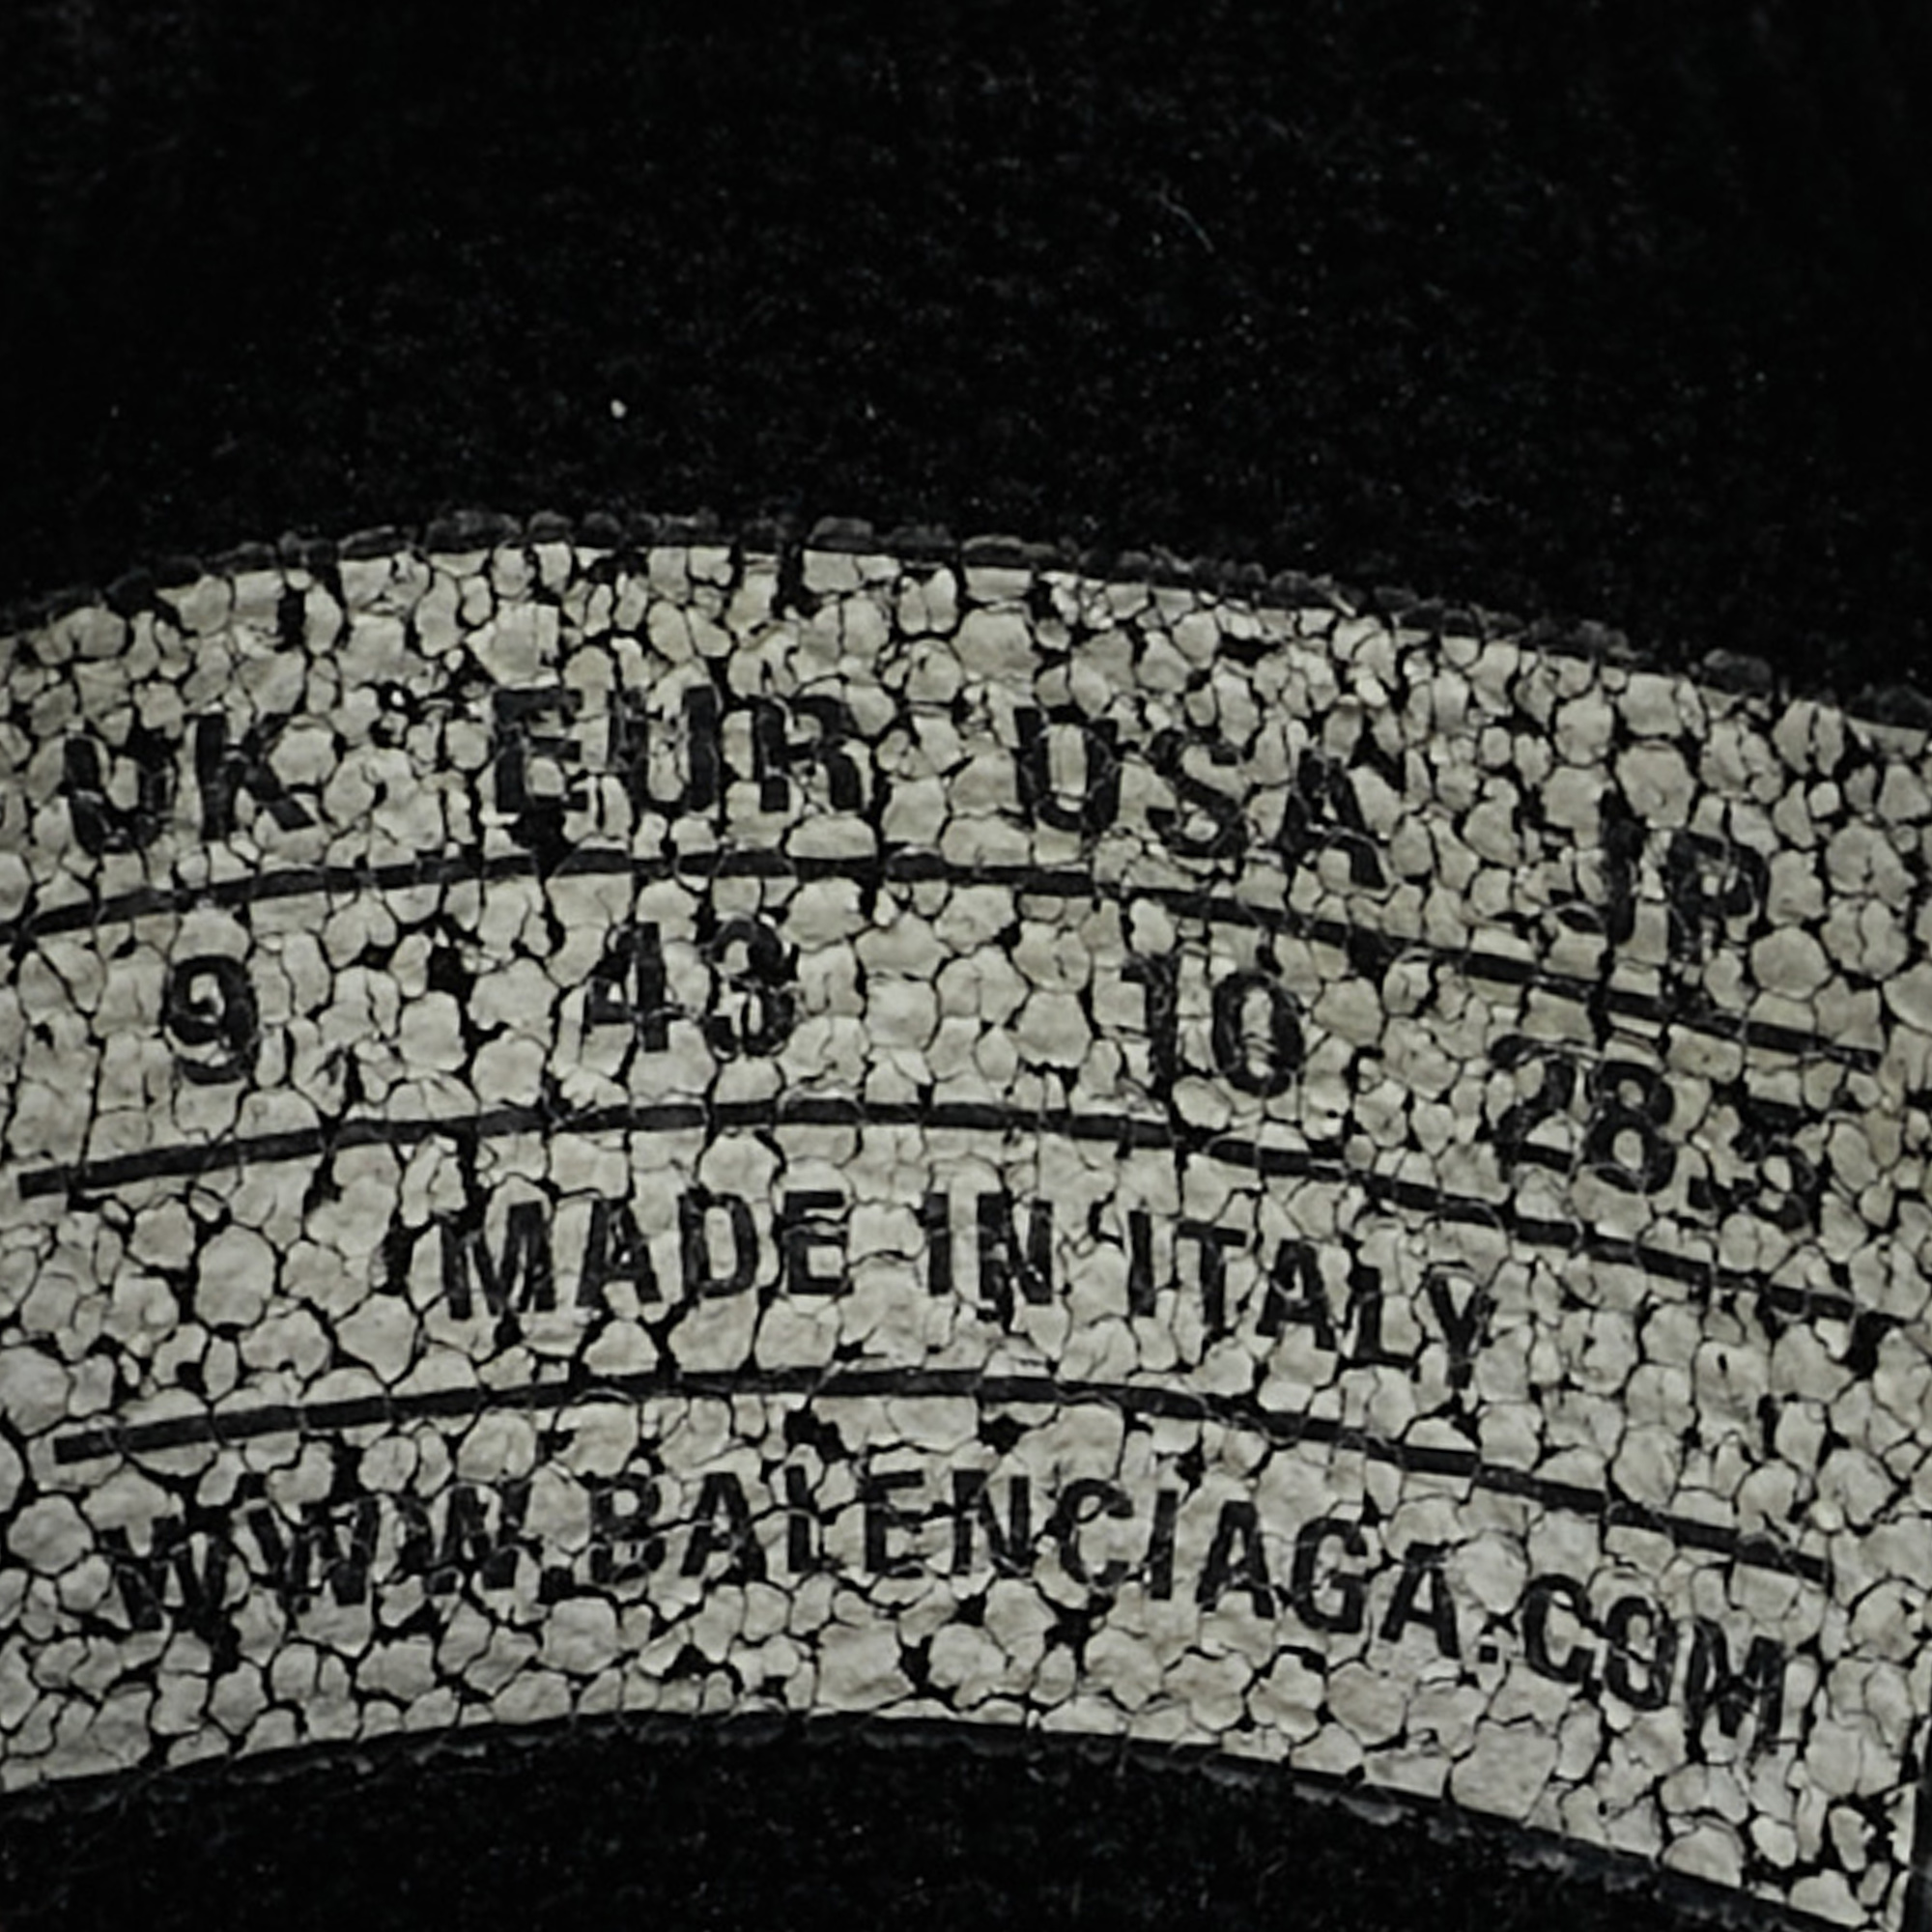 UK EUR USA JP
9 43 10 28.5
MADE IN ITALY
WWW.BALENCIAGA.COM